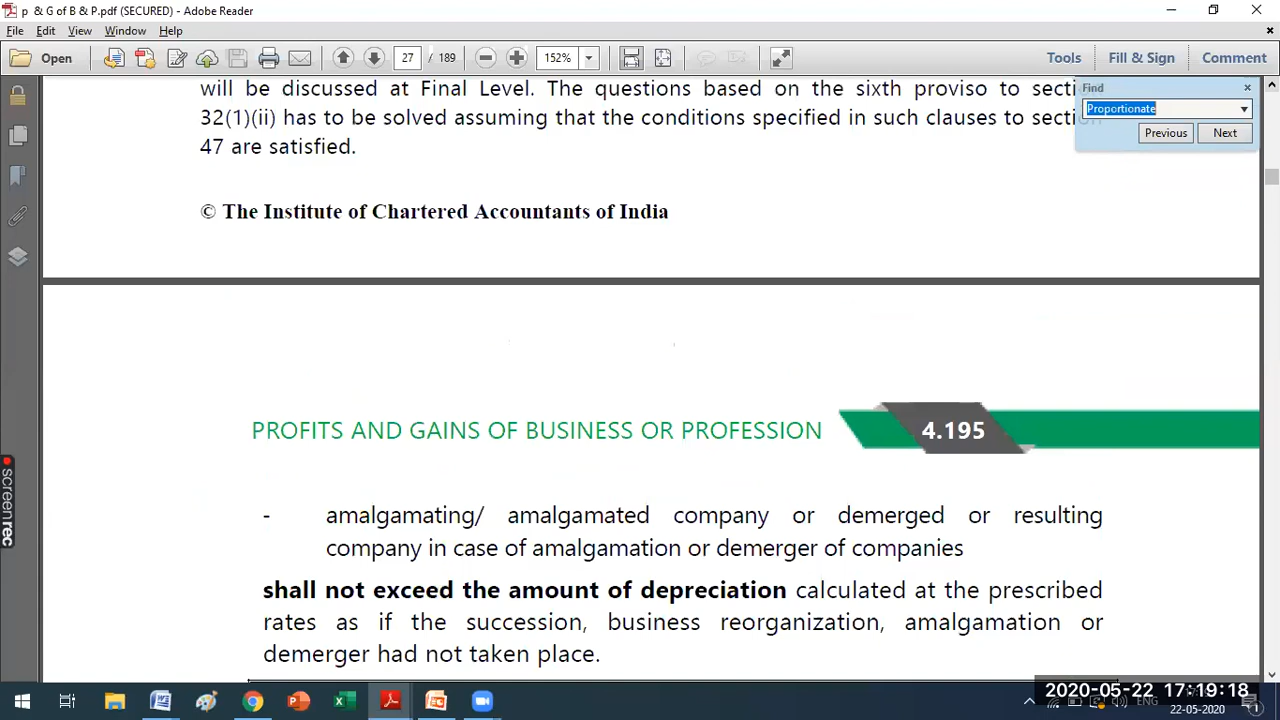 p & G of B & P.pdf (SECURED) - Adobe Reader
File Edit View Window Help
Open 27 / 189 152% Tools Fill & Sign Comment
Find
Proportionate
Previous Next
will be discussed at Final Level. The questions based on the sixth proviso to secti
32(1)(ii) has to be solved assuming that the conditions specified in such clauses to section
47 are satisfied.
© The Institute of Chartered Accountants of India
PROFITS AND GAINS OF BUSINESS OR PROFESSION 4.195
- amalgamating/ amalgamated company or demerged or resulting
company in case of amalgamation or demerger of companies
shall not exceed the amount of depreciation calculated at the prescribed
rates as if the succession, business reorganization, amalgamation or
demerger had not taken place.
screenrec
2020-05-22 17:19:18
ENG
22-05-2020